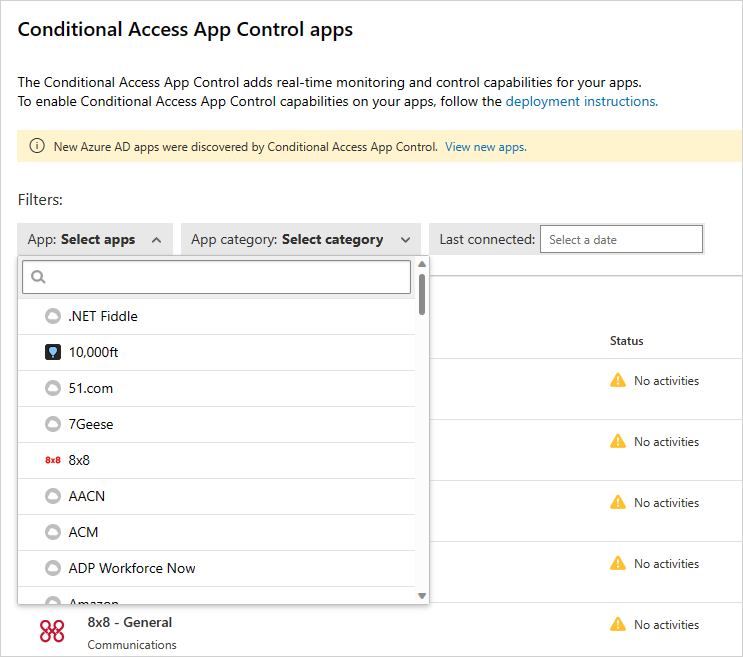 Conditional Access App Control apps
The Conditional Access App Control adds real-time monitoring and control capabilities for your apps.
To enable Conditional Access App Control capabilities on your apps, follow the deployment instructions.
New Azure AD apps were discovered by Conditional Access App Control. View new apps.
Filters:
App: Select apps App category: Select category Last connected: Select a date
.NET Fiddle
10,000ft
Status
No activities
51.com
7Geese
No activities
8x8 8x8
AACN
No activities
ACM
ADP Workforce Now
No activities
Amazon
8x8 - General
No activities
Communications